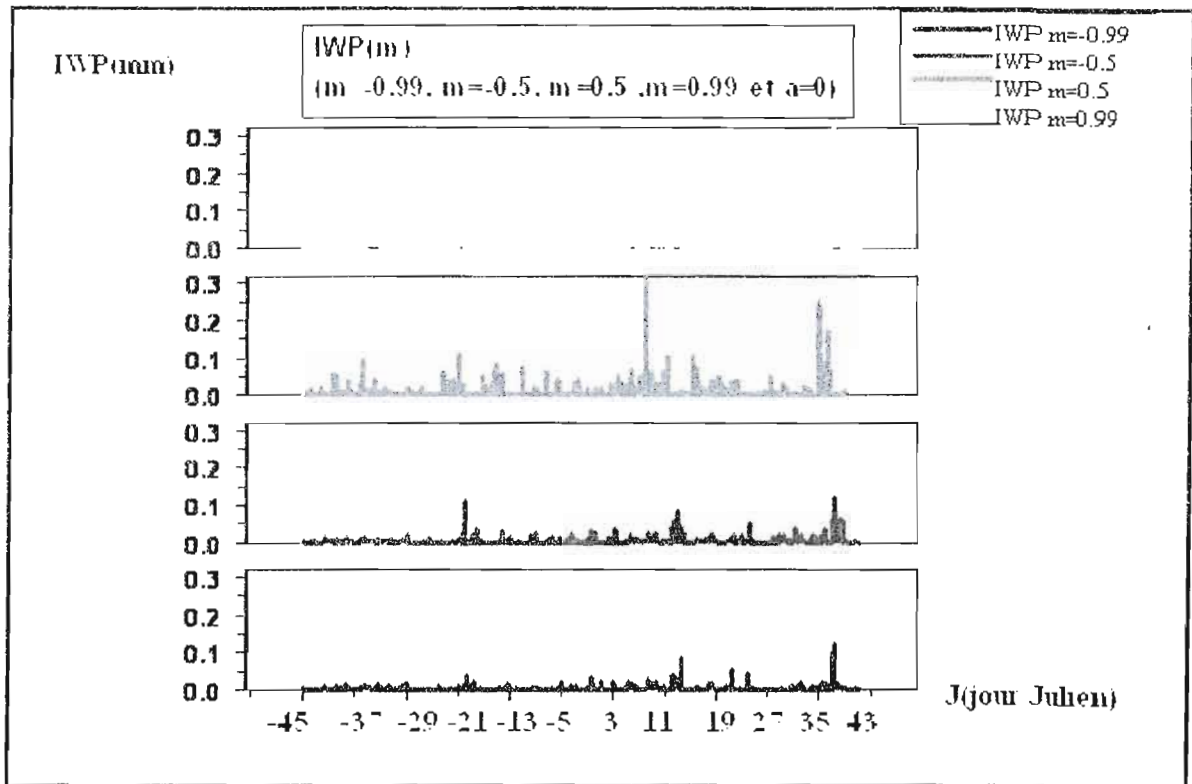 IWP(mm)
IWP(m)
(m -0.99, m=-0.5, m=0.5 ,m=0.99 et a=0)
IWP m=-0.99
IWP m=-0.5
IWP m=0.5
IWP m=0.99
0.3
0.2
0.1
0.0
0.3
0.2
0.1
0.0
0.3
0.2
0.1
0.0
0.3
0.2
0.1
0.0
-45 -37 -29 -21 -13 -5 3 11 19 27 35 43
J(jour Julien)